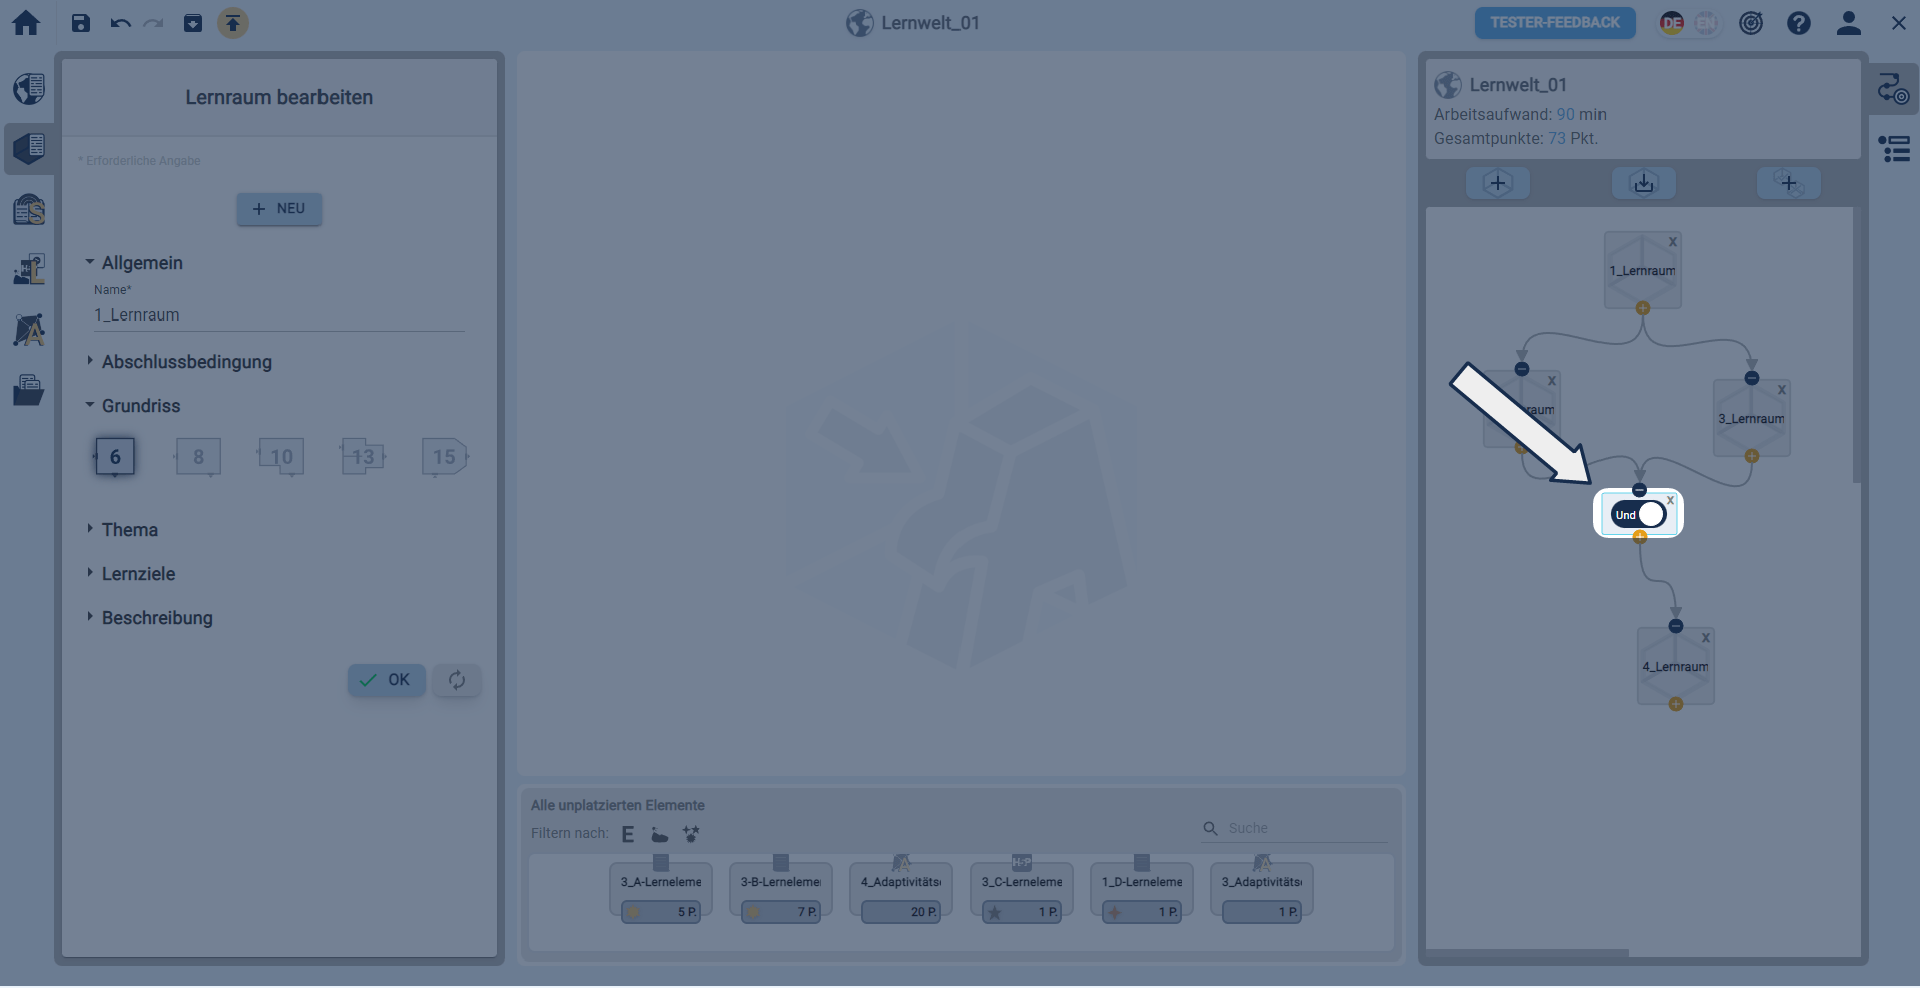 Lernwelt_01
TESTER-FEEDBACK
DE
EN
Lernraum bearbeiten
* Erforderliche Angabe
NEU
Allgemein
Name*
1_Lernraum
Abschlussbedingung
Grundriss
6
8
10
13
15
Thema
Lernziele
Beschreibung
OK
Alle unplatzierten Elemente
Filtern nach:
E
Suche
3_A-Lerneleme
5 P.
3-B-Lerneleme
7 P.
A
4_Adaptivitäts
20 P.
H-P
3_C-Lerneleme
1 P.
1_D-Lerneleme
1 P.
A
3_Adaptivitäts
1 P.
Lernwelt_01
Arbeitsaufwand: 90 min
Gesamtpunkte: 73 Pkt.
X
1_Lernraum
X
raum
X
3_Lernraum
X
Und
X
4_Lernraum
S
L
A